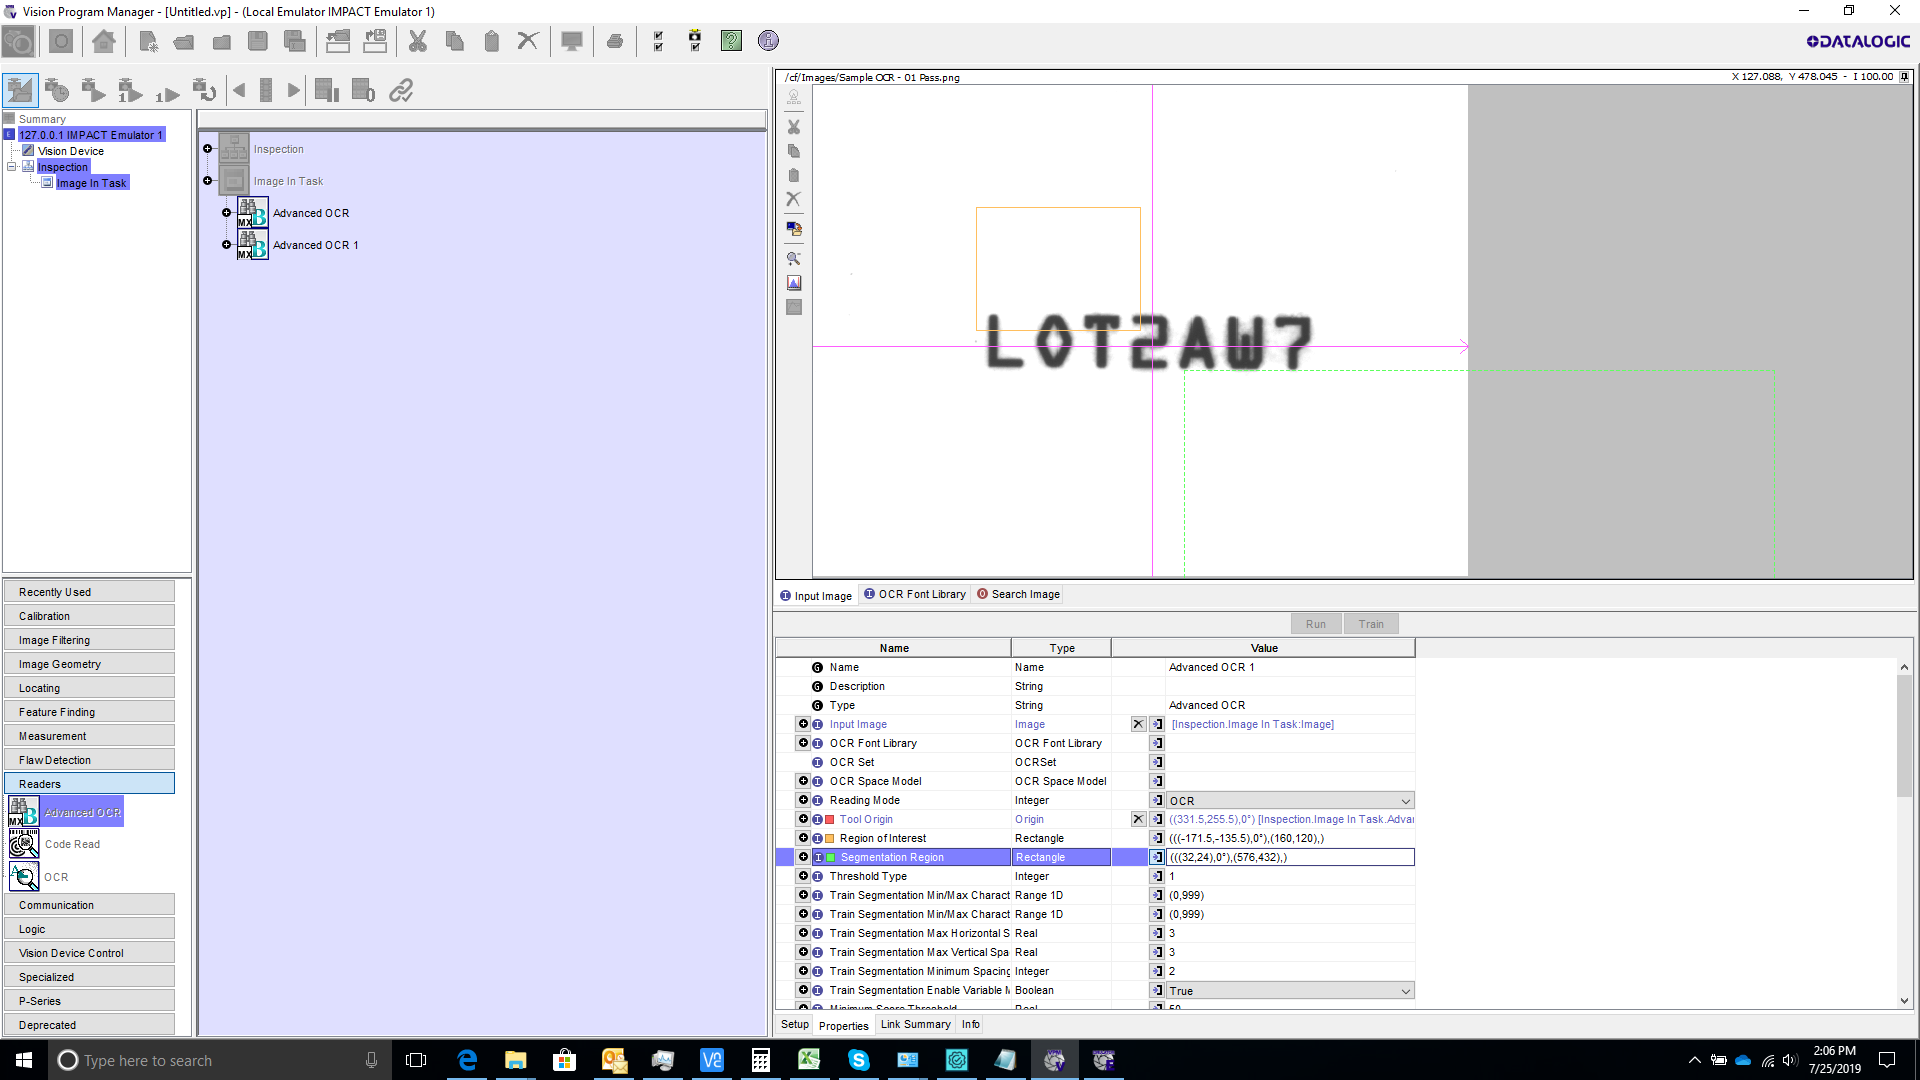 Vision Program Manager - [Untitled.vp] - (Local Emulator IMPACT Emulator 1)
DATALOGIC
Summary
127.0.0.1 IMPACT Emulator 1
Vision Device
Inspection
Image In Task
Recently Used
Calibration
Image Filtering
Image Geometry
Locating
Feature Finding
Measurement
Flaw Detection
Readers
Advanced OCR
Code Read
OCR
Communication
Logic
Vision Device Control
Specialized
P-Series
Deprecated
Inspection
Image In Task
Advanced OCR
Advanced OCR 1
/cf/Images/Sample OCR - 01 Pass.png
X 127.088, Y 478.045 - I 100.00
LOT2AW7
Input Image
OCR Font Library
Search Image
Run Train
Name Type Value
Name Name Advanced OCR 1
Description String
Type String Advanced OCR
Input Image Image [Inspection.Image In Task:Image]
OCR Font Library OCR Font Library
OCR Set OCRSet
OCR Space Model OCR Space Model
Reading Mode Integer OCR
Tool Origin Origin ((331.5,255.5),0°) [Inspection.Image In Task.Advar
Region of Interest Rectangle (((-171.5,-135.5),0°),(160,120),)
Segmentation Region Rectangle (((32,24),0°),(576,432),)
Threshold Type Integer 1
Train Segmentation Min/Max Charact Range 1D (0,999)
Train Segmentation Min/Max Charact Range 1D (0,999)
Train Segmentation Max Horizontal S Real 3
Train Segmentation Max Vertical Spa Real 3
Train Segmentation Minimum Spacing Integer 2
Train Segmentation Enable Variable M Boolean True
Minimum Score Threshold Real 50
Setup Properties Link Summary Info
Type here to search
2:06 PM
7/25/2019